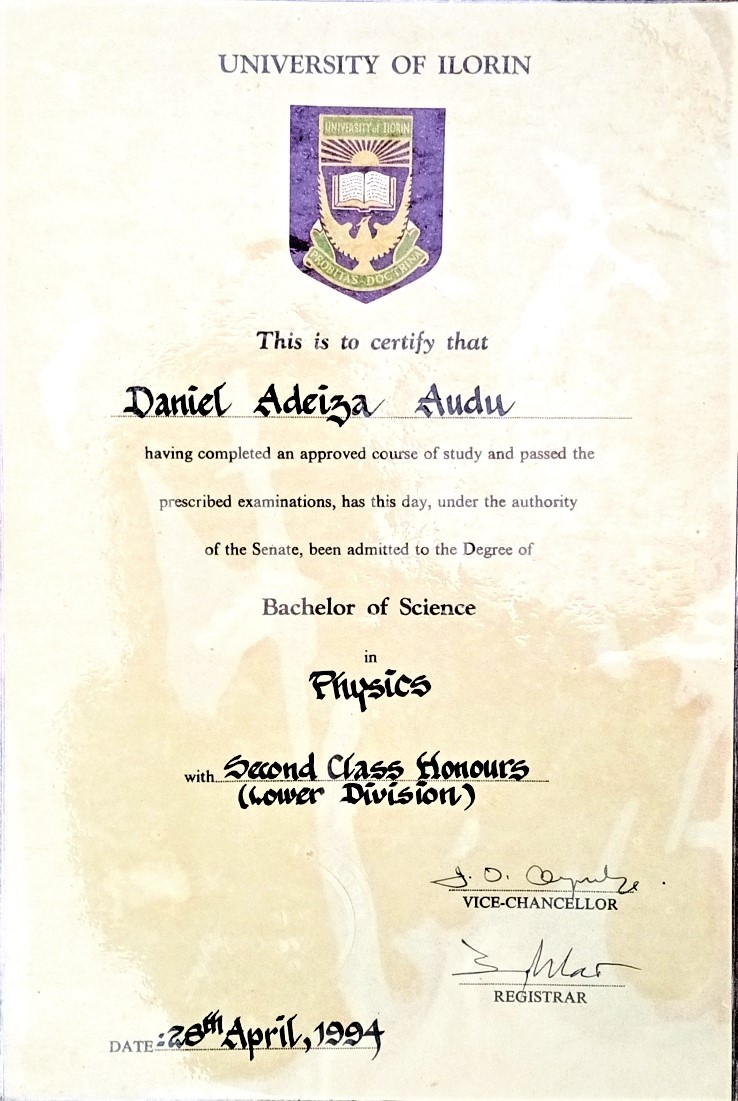 UNIVERSITY OF ILORIN
UNIVERSITY of ILORIN
PROBITAS DOCTRINA
This is to certify that
Daniel Adeiza Audu
having completed an approved course of study and passed the
prescribed examinations, has this day, under the authority
of the Senate, been admitted to the Degree of
Bachelor of Science
in
Physics
with Second Class Honours
(Lower Division)
J. O.
VICE-CHANCELLOR
REGISTRAR
DATE: 28th April, 1994